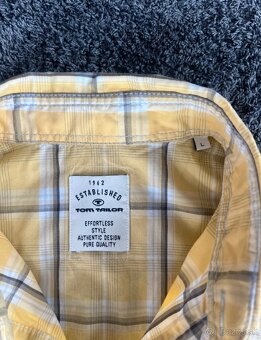 1962
ESTABLISHED
TOM TAILOR
EFFORTLESS
STYLE
AUTHENTIC DESIGN
PURE QUALITY
L